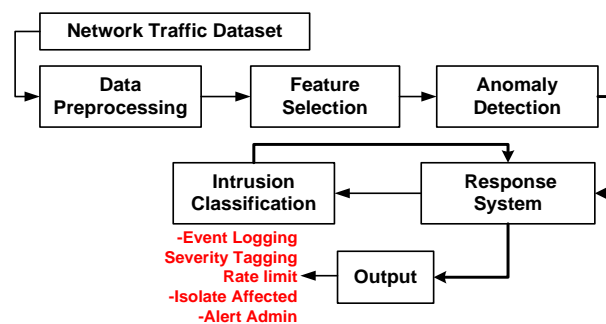 Network Traffic Dataset
Data
Preprocessing
Feature
Selection
Anomaly
Detection
Intrusion
Classification
Response
System
-Event Logging
Severity Tagging
Rate limit
-Isolate Affected
-Alert Admin
Output